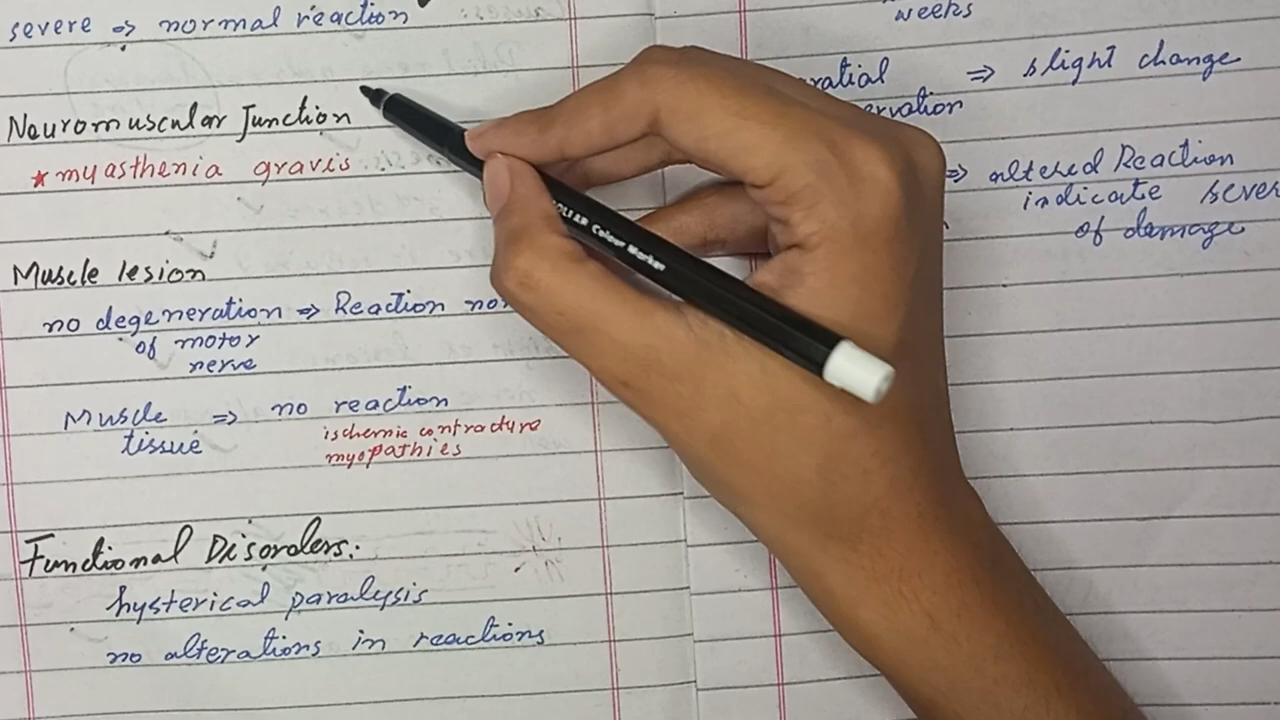 severe => normal reaction
Neuromuscular Junction
* myasthenia gravis
Muscle lesion
no degeneration => Reaction
of motor
nerve
Muscle => no reaction
tissue
ischemic contracture
myopathies
Functional Disorders:
hysterical paralysis
no alterations in reactions
weeks
=> slight change
=> altered Reaction
indicate
of damage
Colour Marker